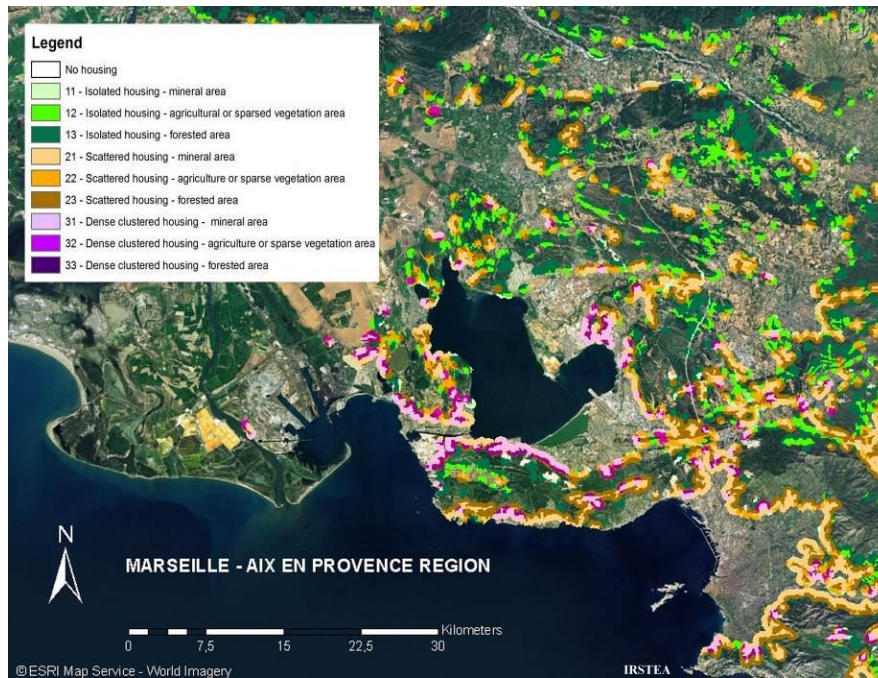 Legend
No housing
11 - Isolated housing - mineral area
12 - Isolated housing - agricultural or sparsed vegetation area
13 - Isolated housing - forested area
21 - Scattered housing - mineral area
22 - Scattered housing - agriculture or sparse vegetation area
23 - Scattered housing - forested area
31 - Dense clustered housing - mineral area
32 - Dense clustered housing - agriculture or sparse vegetation area
33 - Dense clustered housing - forested area
N
MARSEILLE - AIX EN PROVENCE REGION
Kilometers
0 7,5 15 22,5 30
© ESRI Map Service - World Imagery
IRSTEA